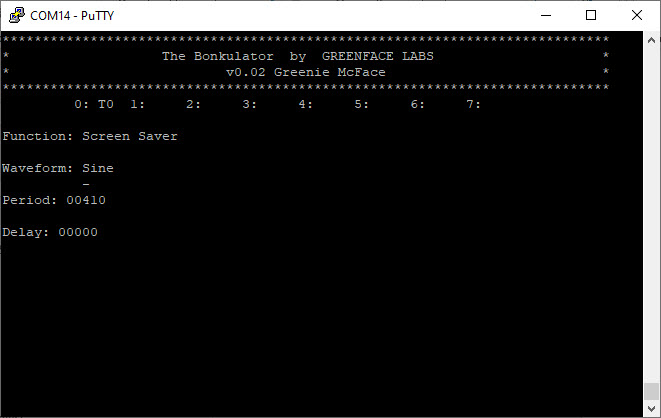 COM14 - PuTTY
****************************************************************************
* The Bonkulator by GREENFACE LABS *
* v0.02 Greenie McFace *
****************************************************************************
0: T0 1: 2: 3: 4: 5: 6: 7:
Function: Screen Saver
Waveform: Sine
–
Period: 00410
Delay: 00000